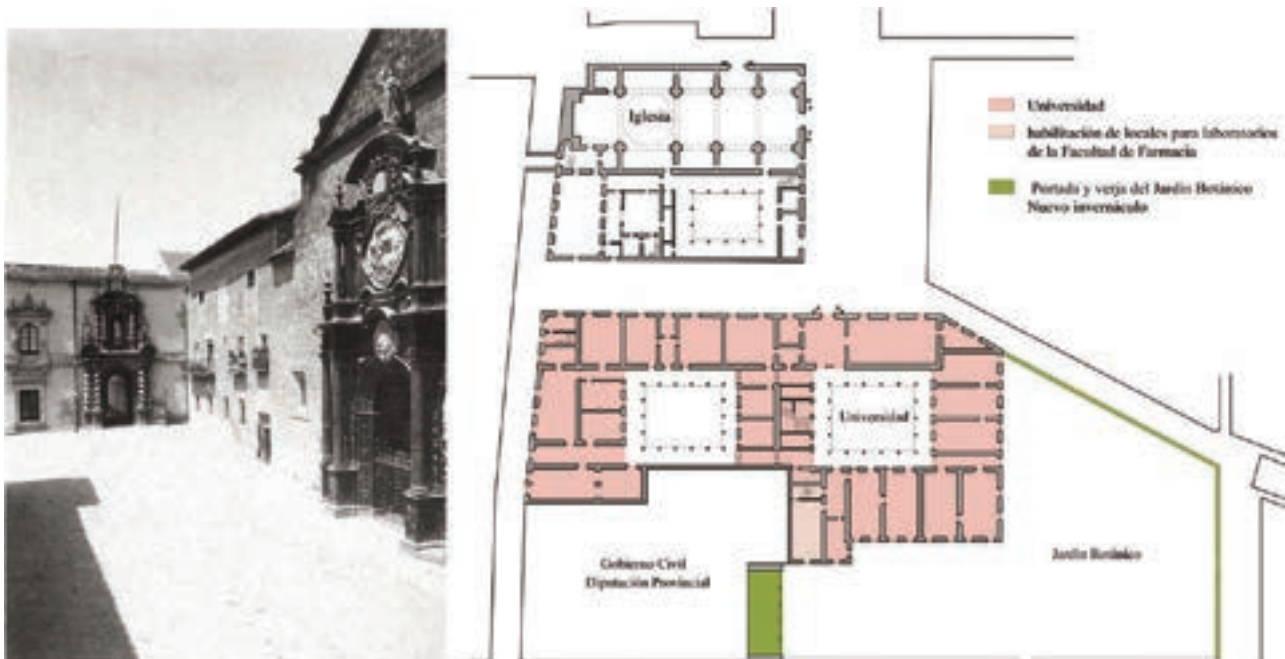 Iglesia
Universidad
habilitación de locales para laboratorios
de la Facultad de Farmacia
Portada y verja del Jardín Botánico
Nuevo invernáculo
Universidad
Gobierno Civil
Diputación Provincial
Jardín Botánico